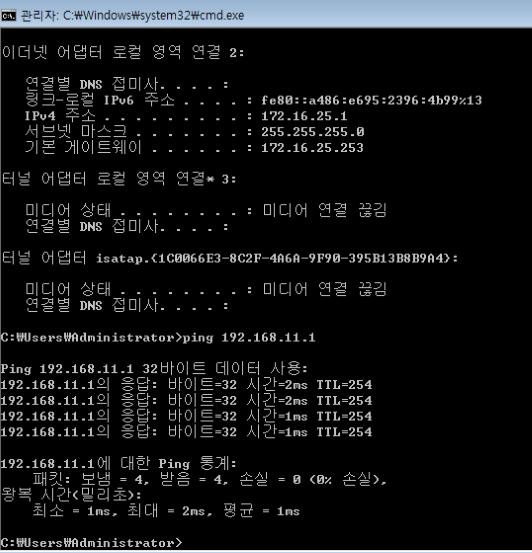 관리자: C:₩Windows₩system32₩cmd.exe
이더넷 어댑터 로컬 영역 연결 2:
연결별 DNS 접미사. . . . :
링크-로컬 IPv6 주소 . . . . : fe80::a486:e695:2396:4b99%13
IPv4 주소 . . . . . . . . . : 172.16.25.1
서브넷 마스크 . . . . . . . : 255.255.255.0
기본 게이트웨이 . . . . . . : 172.16.25.253
터널 어댑터 로컬 영역 연결* 3:
미디어 상태 . . . . . . . . : 미디어 연결 끊김
연결별 DNS 접미사. . . . :
터널 어댑터 isatap.{1C0066E3-8C2F-4A6A-9F90-395B13B8B9A4}:
미디어 상태 . . . . . . . . : 미디어 연결 끊김
연결별 DNS 접미사. . . . :
C:₩Users₩Administrator>ping 192.168.11.1
Ping 192.168.11.1 32바이트 데이터 사용:
192.168.11.1의 응답: 바이트=32 시간=2ms TTL=254
192.168.11.1의 응답: 바이트=32 시간=2ms TTL=254
192.168.11.1의 응답: 바이트=32 시간=1ms TTL=254
192.168.11.1의 응답: 바이트=32 시간=1ms TTL=254
192.168.11.1에 대한 Ping 통계:
패킷: 보냄 = 4, 받음 = 4, 손실 = 0 (0% 손실),
왕복 시간(밀리초):
최소 = 1ms, 최대 = 2ms, 평균 = 1ms
C:₩Users₩Administrator>